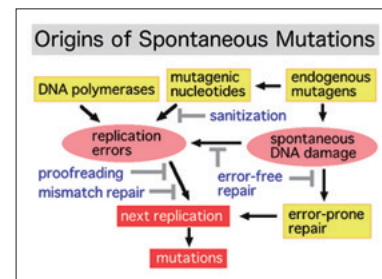 Origins of Spontaneous Mutations
DNA polymerases
mutagenic
nucleotides
endogenous
mutagens
sanitization
replication
errors
spontaneous
DNA damage
proofreading
mismatch repair
error-free
repair
next replication
error-prone
repair
mutations